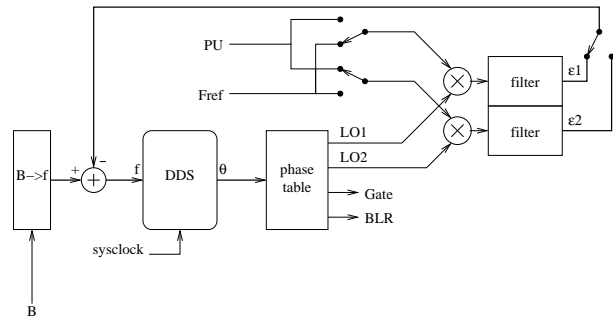 PU
Fref
ε1
filter
ε2
filter
LO1
LO2
B−>f
+
−
+
f
DDS
θ
phase
table
Gate
BLR
sysclock
B